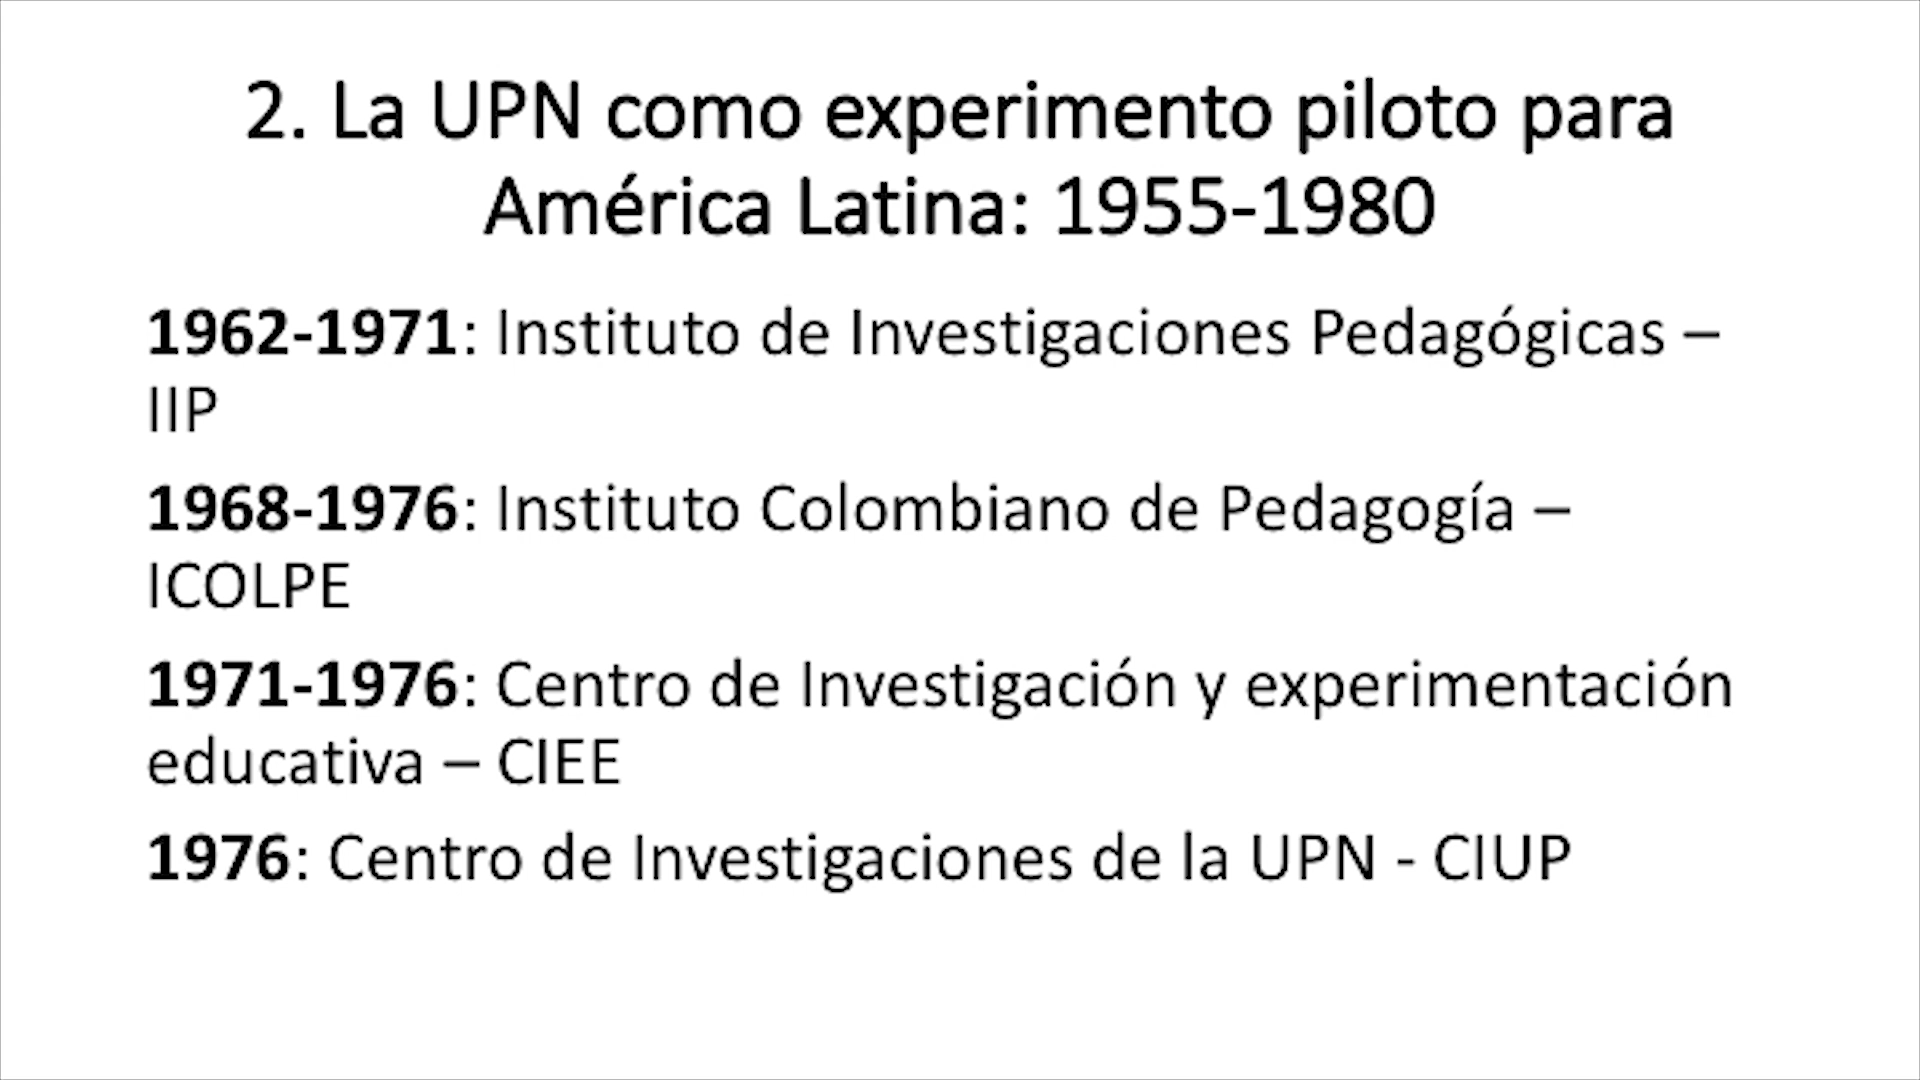 2. La UPN como experimento piloto para
América Latina: 1955-1980
1962-1971: Instituto de Investigaciones Pedagógicas –
IIP
1968-1976: Instituto Colombiano de Pedagogía –
ICOLPE
1971-1976: Centro de Investigación y experimentación
educativa – CIEE
1976: Centro de Investigaciones de la UPN - CIUP